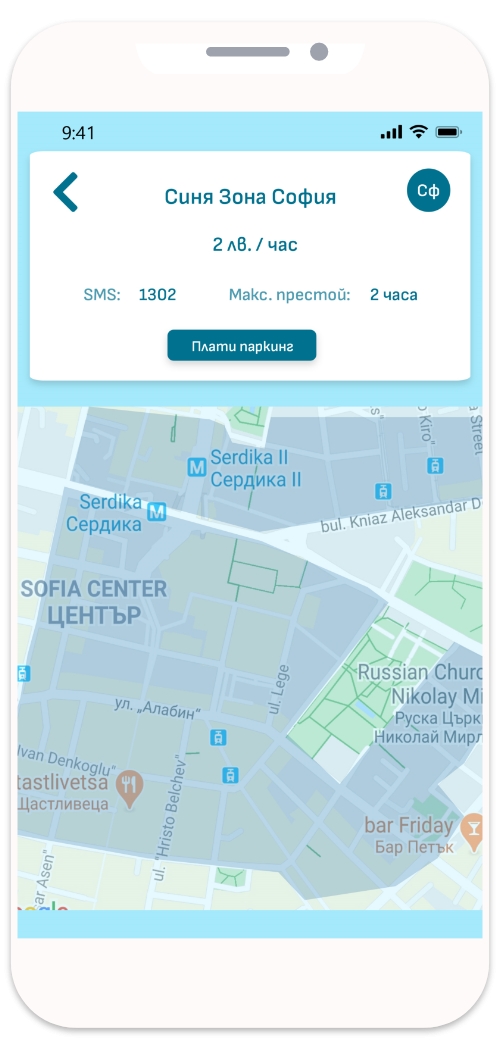 9:41
Синя Зона София
Сф
2 лв. / час
SMS: 1302 Макс. престой: 2 часа
Плати паркинг
a Street
o Kiro"
s"
M Serdika II
Сердика II
Serdika M
Сердика
bul. Kniaz Aleksandar D
SOFIA CENTER
ЦЕНТЪР
Russian Churc
Nikolay Mi
Руска Църк
Николай Мирл
ul. Lege
ул. „Алабин"
Ivan Denkoglu"
tastlivetsa
Щастливеца
ul. "Hristo Belchev"
bar Friday
Бар Петък
ar Asen"